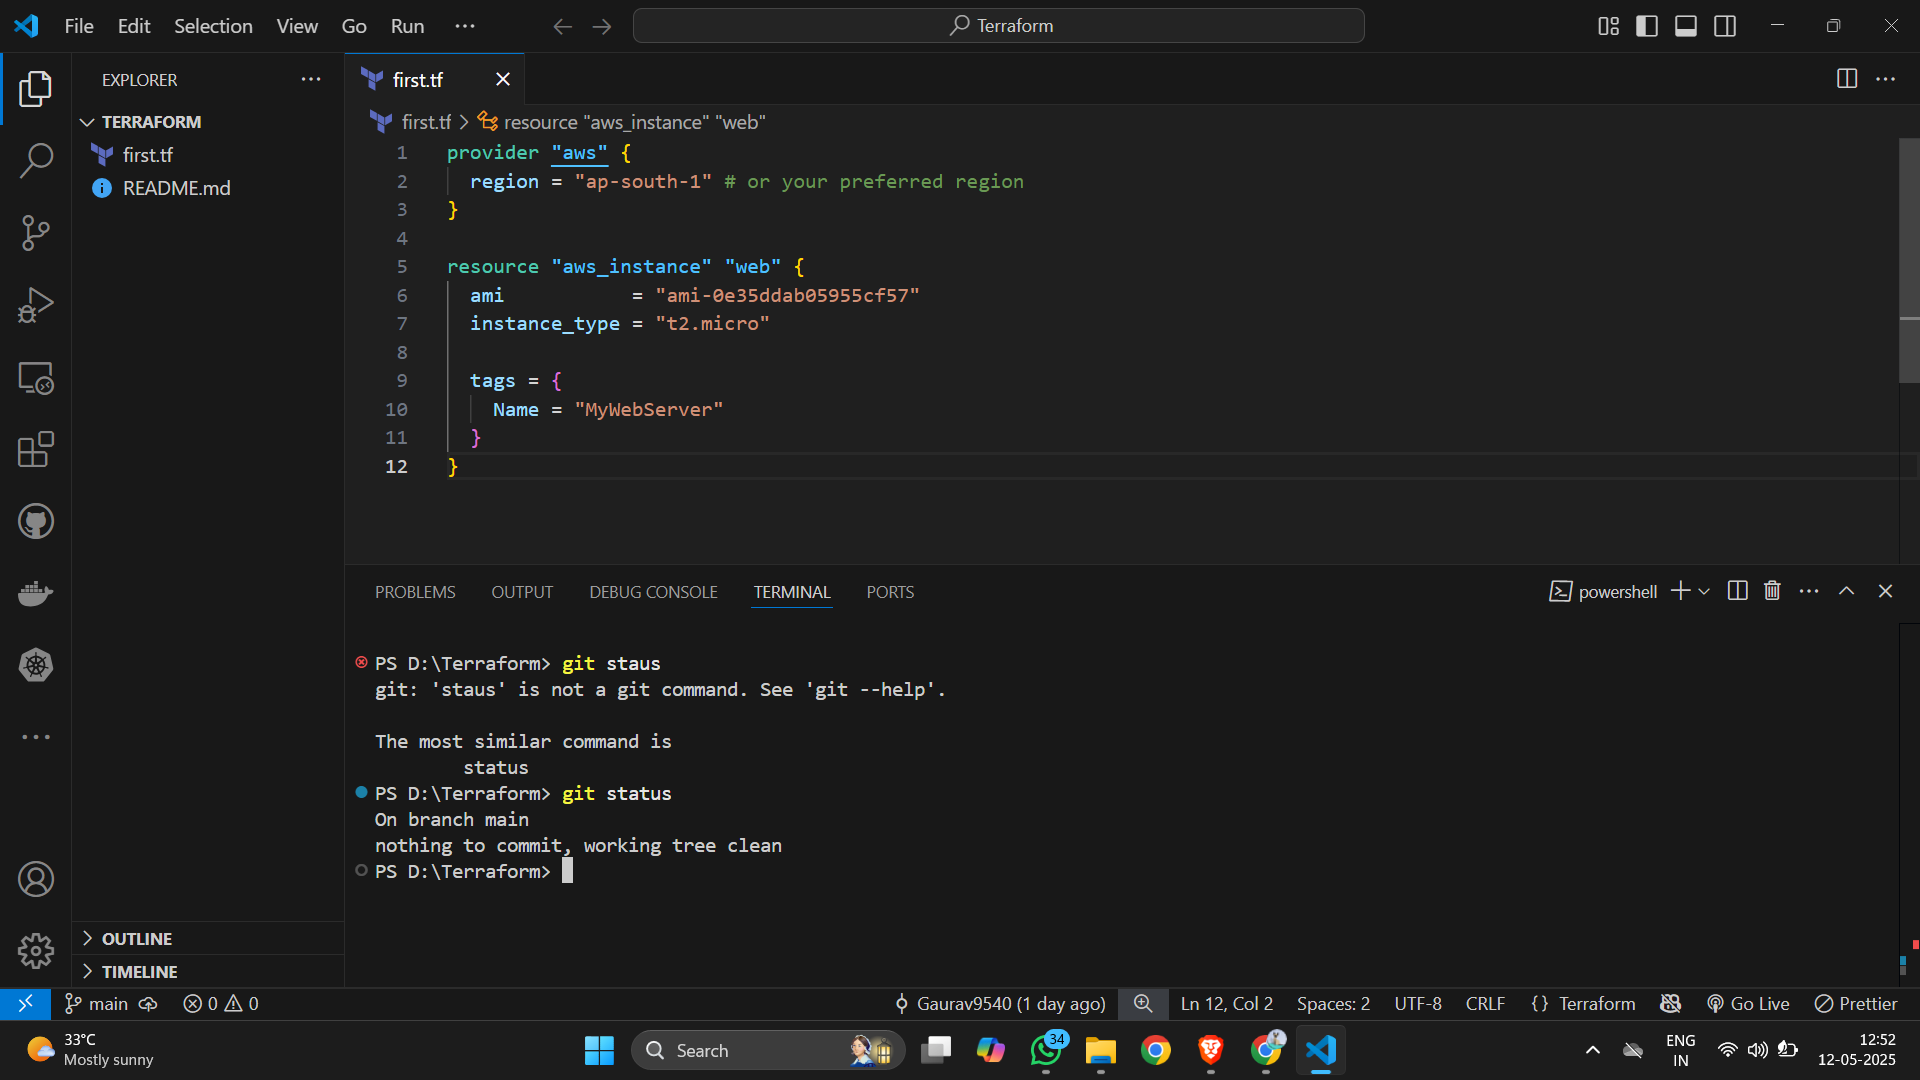 File Edit Selection View Go Run ···
Terraform
EXPLORER
TERRAFORM
first.tf
README.md
OUTLINE
TIMELINE
first.tf
first.tf > resource "aws_instance" "web"
1 provider "aws" {
2 region = "ap-south-1" # or your preferred region
3 }
4
5 resource "aws_instance" "web" {
6 ami = "ami-0e35ddab05955cf57"
7 instance_type = "t2.micro"
8
9 tags = {
10 Name = "MyWebServer"
11 }
12 }
PROBLEMS OUTPUT DEBUG CONSOLE TERMINAL PORTS
powershell
PS D:\Terraform> git staus
git: 'staus' is not a git command. See 'git --help'.
The most similar command is
status
PS D:\Terraform> git status
On branch main
nothing to commit, working tree clean
PS D:\Terraform>
main 0 0 Gaurav9540 (1 day ago) Ln 12, Col 2 Spaces: 2 UTF-8 CRLF {} Terraform Go Live Prettier
33°C
Mostly sunny
Search
34
ENG
IN
12:52
12-05-2025